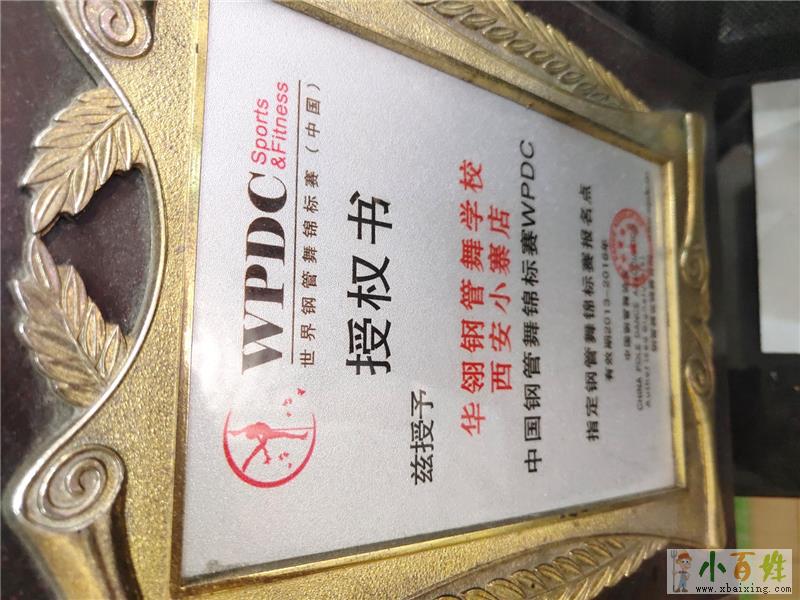 WPDC Sports
&Fitness
世界钢管舞锦标赛（中国）
授权书
兹授予
华翎钢管舞学校
西安小寨店
中国钢管舞锦标赛WPDC
指定钢管舞锦标赛报名点
有效期2013-2016年
CHINA POLE DANCE
小百姓
www.xbaixing.com